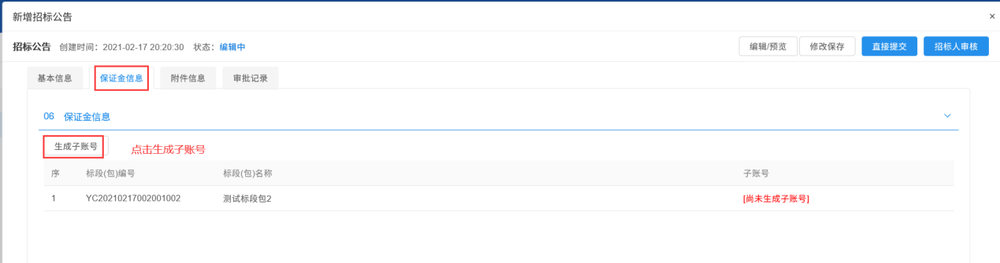 新增招标公告 ×
招标公告 创建时间：2021-02-17 20:20:30 状态：编辑中 编辑/预览 修改保存 直接提交 招标人审核
基本信息 保证金信息 附件信息 审批记录
06 保证金信息
生成子账号 点击生成子账号
序 标段(包)编号 标段(包)名称 子账号
1 YC20210217002001002 测试标段包2 [尚未生成子账号]